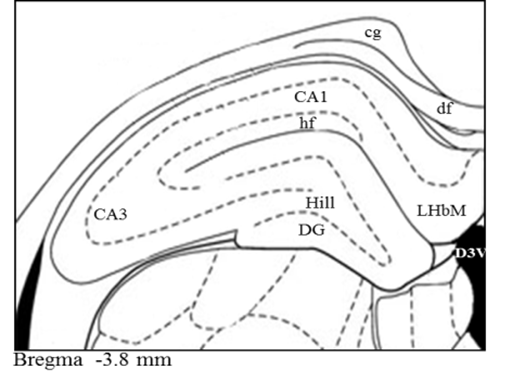 cg
CA1
df
hf
CA3
Hill
LHbM
DG
D3V
Bregma -3.8 mm